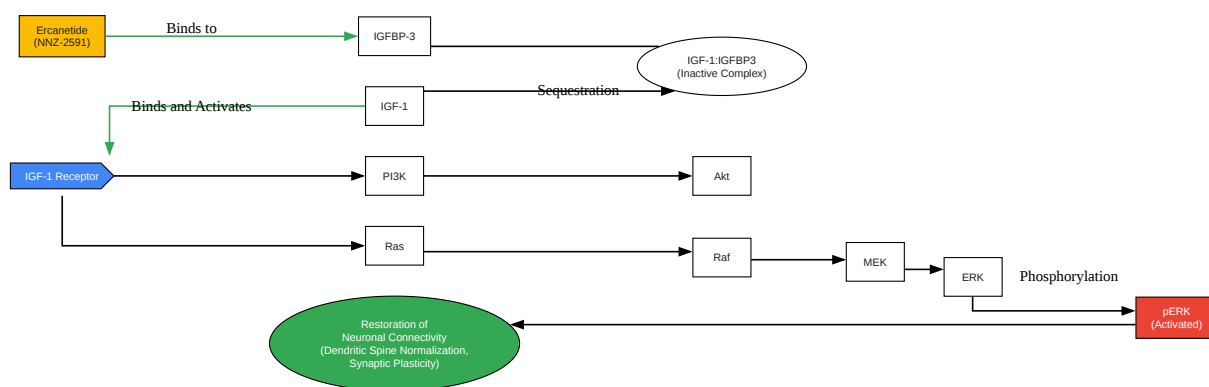 Ercanetide
(NNZ-2591)
Binds to
IGFBP-3
IGF-1:IGFBP3
(Inactive Complex)
Sequestration
IGF-1
Binds and Activates
IGF-1 Receptor
PI3K
Akt
Ras
Raf
MEK
ERK
Phosphorylation
pERK
(Activated)
Restoration of
Neuronal Connectivity
(Dendritic Spine Normalization,
Synaptic Plasticity)